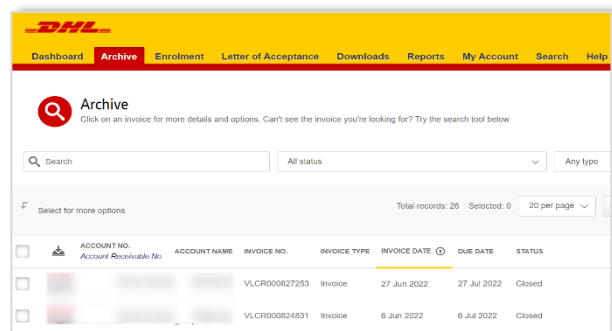 DHL
Dashboard Archive Enrolment Letter of Acceptance Downloads Reports My Account Search Help
Archive
Click on an invoice for more details and options. Can't see the invoice you're looking for? Try the search tool below
Search All status Any type
Select for more options Total records: 26 Selected: 0 20 per page
ACCOUNT NO. ACCOUNT NAME INVOICE NO. INVOICE TYPE INVOICE DATE DUE DATE STATUS
Account Receivable No.
VLCR000827253 Invoice 27 Jun 2022 27 Jul 2022 Closed
VLCR000824831 Invoice 6 Jun 2022 6 Jul 2022 Closed